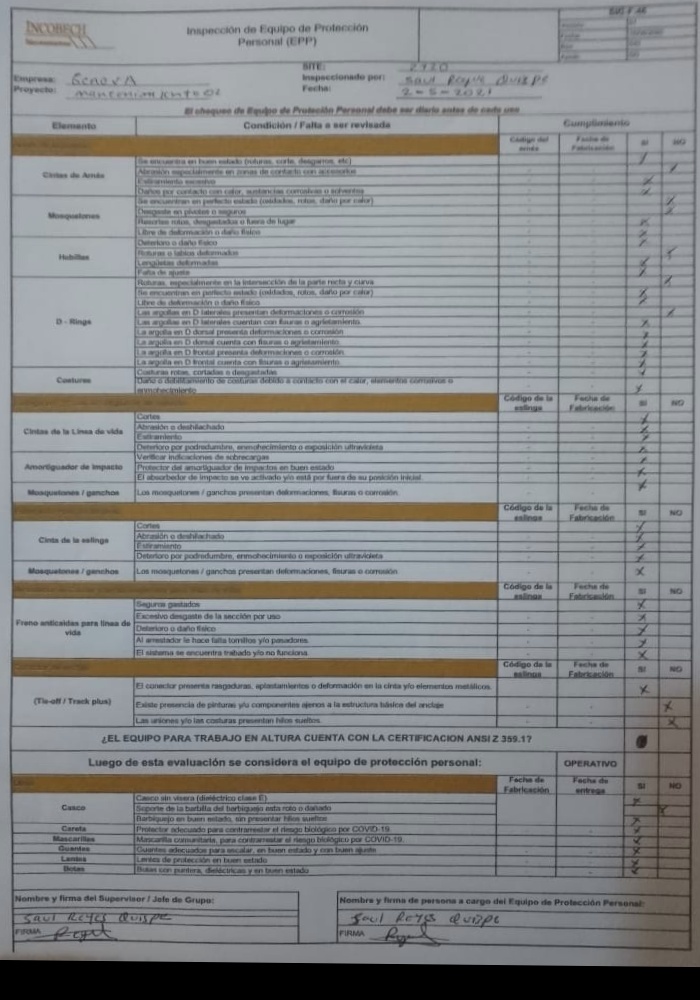 INCOBECH
Inspección de Equipo de Protección
Personal (EPP)
SITE: 2720
Empresa: GenovA Inspeccionado por: Saul Reyes Quispe
Proyecto: Mantenimiento Fecha: 2-5-2021
El chequeo de Equipo de Proteción Personal debe ser diario antes de cada uso
Elemento Condición / Falta a ser revisada Cumplimiento
Código del arnés Fecha de Fabricación SI NO
Cintas de Arnés
Se encuentra en buen estado (roturas, corte, desgarros, etc)
Abrasión especialmente en zonas de contacto con accesorios
Estiramiento excesivo
Daños por contacto con calor, sustancias corrosivas o solventes
Mosquetones
Se encuentran en perfecto estado (oxidados, rotos, daño por calor)
Desgaste en pivotes o seguros
Resortes rotos, desgastados o fuera de lugar
Libre de deformación o daño físico
Hebillas
Deterioro o daño físico
Roturas o deformadas
Lengüetas deformadas
Falta de ajuste
D - Rings
Roturas, especialmente en la intersección de la parte recta y curva
Se encuentran en perfecto estado (oxidados, rotos, daño por calor)
Libre de deformación o daño físico
Las argollas en D laterales presentan deformaciones o corrosión
Las argollas en D laterales cuentan con fisuras o agrietamiento.
La argolla en D dorsal presenta deformaciones o corrosión
La argolla en D dorsal cuenta con fisuras o agrietamiento.
La argolla en D frontal presenta deformaciones o corrosión.
La argolla en D frontal cuenta con fisuras o agrietamiento.
Costuras
Costuras rotas, cortadas o desgastadas
Daño o debilitamiento de costuras debido a contacto con el calor, elementos corrosivos o
enmohecimiento
Código de la eslinga Fecha de Fabricación SI NO
Cintas de la Línea de vida
Cortes
Abrasión o deshilachado
Estiramiento
Deterioro por podredumbre, enmohecimiento o exposición ultravioleta
Amortiguador de impacto
Verificar indicaciones de sobrecargas
Protector del amortiguador de impactos en buen estado
El absorbedor de impacto se ve activado y/o está por fuera de su posición inicial.
Mosquetones / ganchos Los mosquetones / ganchos presentan deformaciones, fisuras o corrosión.
Código de la eslinga Fecha de Fabricación SI NO
Cinta de la eslinga
Cortes
Abrasión o deshilachado
Estiramiento
Deterioro por podredumbre, enmohecimiento o exposición ultravioleta
Mosquetones / ganchos Los mosquetones / ganchos presentan deformaciones, fisuras o corrosión.
Código de la eslinga Fecha de Fabricación SI NO
Freno anticaídas para línea de vida
Seguros gastados
Excesivo desgaste de la sección por uso
Deterioro o daño físico
Al arrestador le hace falta tornillos y/o pasadores.
El sistema se encuentra trabado y/o no funciona.
Código de la eslinga Fecha de Fabricación SI NO
(Tie-off / Track plus)
El conector presenta rasgaduras, aplastamientos o deformación en la cinta y/o elementos metálicos.
Existe presencia de pinturas y/u componentes ajenos a la estructura básica del anclaje
Las uniones y/o las costuras presentan hilos sueltos.
¿EL EQUIPO PARA TRABAJO EN ALTURA CUENTA CON LA CERTIFICACION ANSI Z 359.1?
Luego de esta evaluación se considera el equipo de protección personal: OPERATIVO
Fecha de Fabricación Fecha de entrega SI NO
Casco
Casco sin visera (dieléctrico clase E)
Soporte de la barbilla del barbiquejo esta roto o dañado
Barbiquejo en buen estado, sin presentar hilos sueltos
Careta Protector adecuado para contrarrestar el riesgo biológico por COVID-19.
Mascarillas Mascarilla comunitaria, para contrarrestar el riesgo biológico por COVID-19.
Guantes Guantes adecuados para escalar, en buen estado y con buen ajuste
Lentes Lentes de protección en buen estado
Botas Botas con puntera, dieléctricas y en buen estado
Nombre y firma del Supervisor / Jefe de Grupo: Nombre y firma de persona a cargo del Equipo de Protección Personal:
Saul Reyes Quispe Saul Reyes Quispe
FIRMA FIRMA